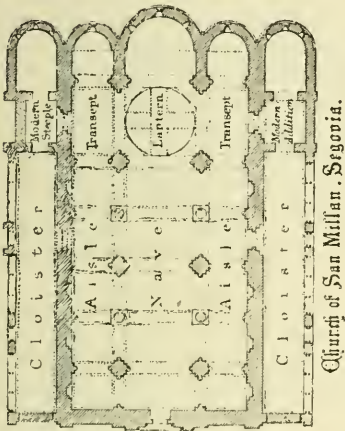 Cloister
Modern
Steeple
Aisle
Transept
Nave
Lantern
Aisle
Transept
Cloister
Modern
Addition
Church of San Millan. Segovia.